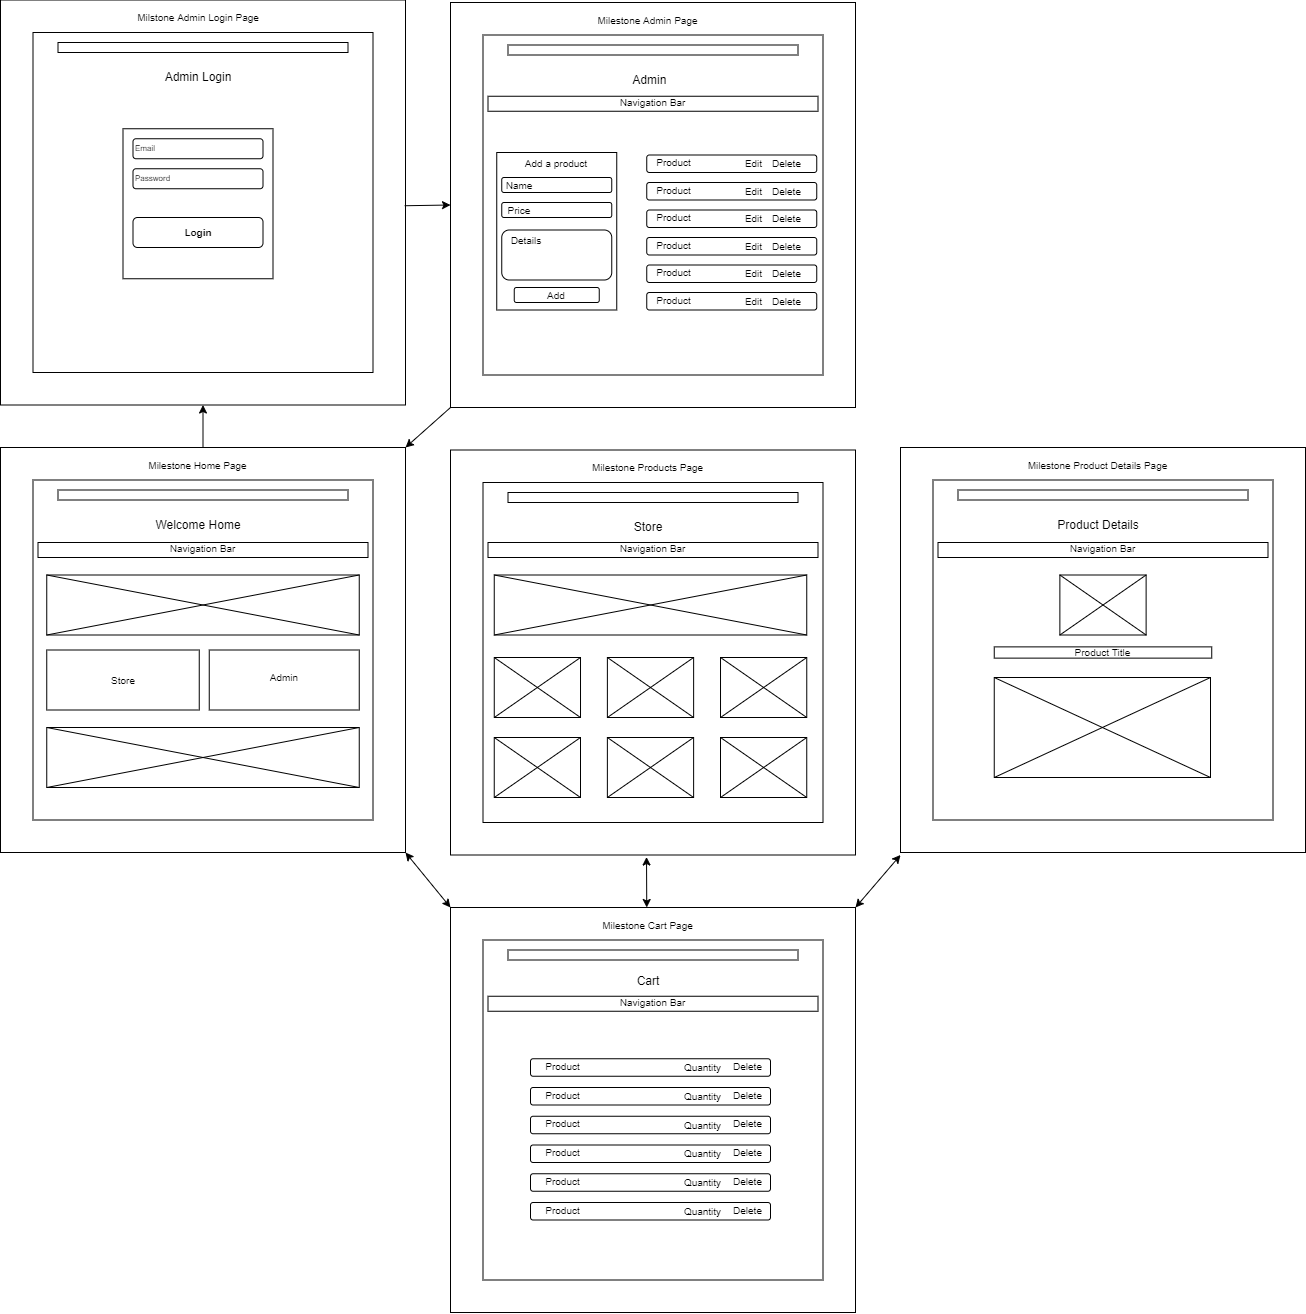 Milstone Admin Login Page
Admin Login
Email
Password
Login
Milestone Admin Page
Admin
Navigation Bar
Add a product
Name
Price
Details
Add
Product Edit Delete
Product Edit Delete
Product Edit Delete
Product Edit Delete
Product Edit Delete
Product Edit Delete
Milestone Home Page
Welcome Home
Navigation Bar
Store
Admin
Milestone Products Page
Store
Navigation Bar
Milestone Product Details Page
Product Details
Navigation Bar
Product Title
Milestone Cart Page
Cart
Navigation Bar
Product Quantity Delete
Product Quantity Delete
Product Quantity Delete
Product Quantity Delete
Product Quantity Delete
Product Quantity Delete